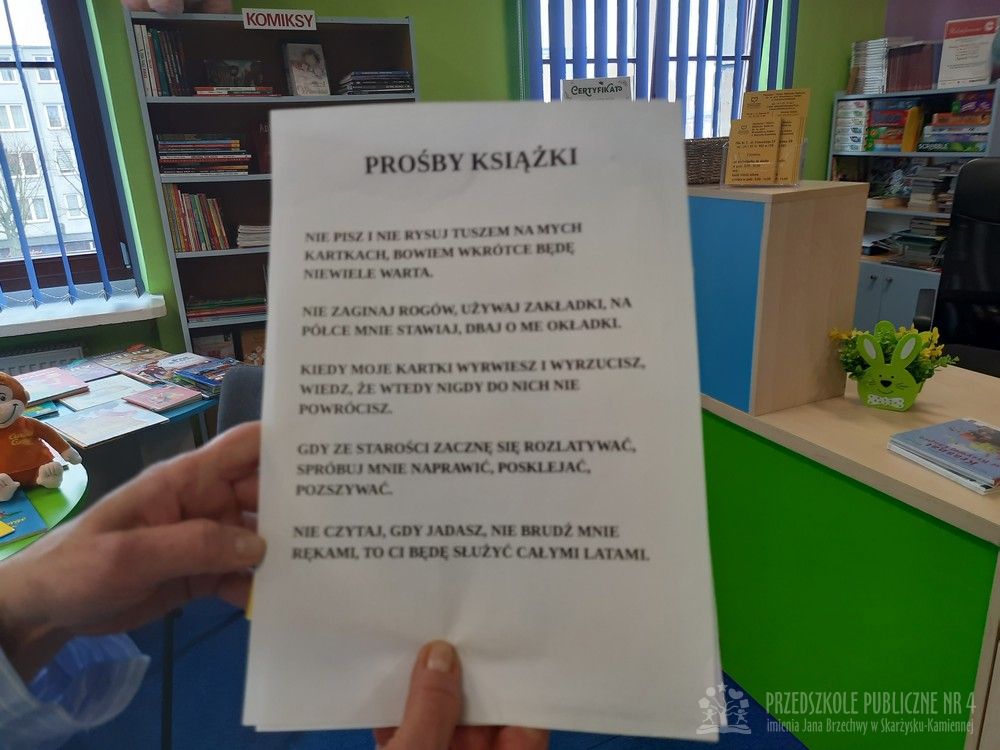 KOMIKSY
CERTYFIKAT
PROŚBY KSIĄŻKI
NIE PISZ I NIE RYSUJ TUSZEM NA MYCH
KARTKACH, BOWIEM WKRÓTCE BĘDĘ
NIEWIELE WARTA.
NIE ZAGINAJ ROGÓW, UŻYWAJ ZAKŁADKI, NA
PÓŁCE MNIE STAWIAJ, DBAJ O ME OKŁADKI.
KIEDY MOJE KARTKI WYRWIESZ I WYRZUCISZ,
WIEDZ, ŻE WTEDY NIGDY DO NICH NIE
POWRÓCISZ.
GDY ZE STAROŚCI ZACZNĘ SIĘ ROZLATYWAĆ,
SPRÓBUJ MNIE NAPRAWIĆ, POSKLEJAĆ,
POZSZYWAĆ.
NIE CZYTAJ, GDY JADASZ, NIE BRUDŹ MNIE
RĘKAMI, TO CI BĘDĘ SŁUŻYĆ CAŁYMI LATAMI.
SCRABBLE
PRZEDSZKOLE PUBLICZNE NR 4
imienia Jana Brzechwy w Skarżysku-Kamiennej